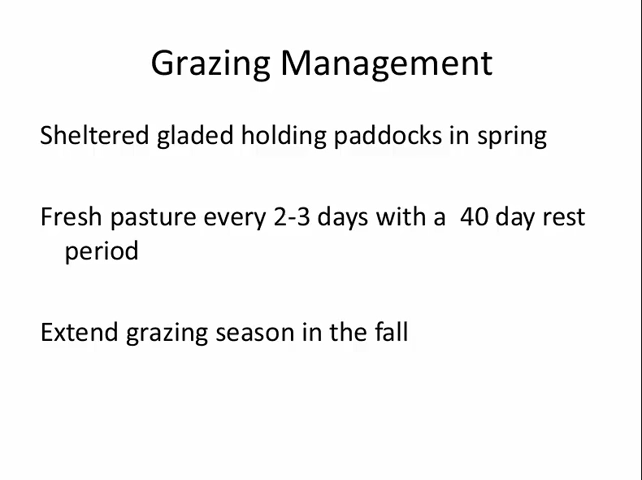 Grazing Management
Sheltered gladed holding paddocks in spring
Fresh pasture every 2-3 days with a  40 day rest
period
Extend grazing season in the fall